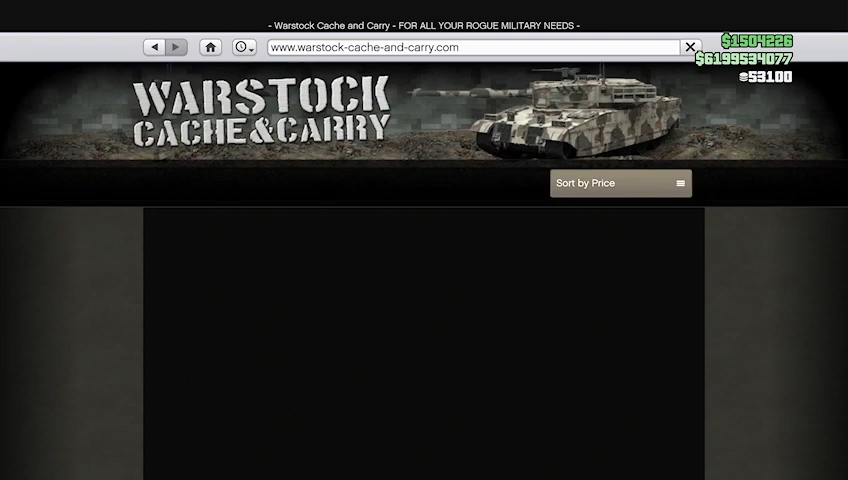 - Warstock Cache and Carry - FOR ALL YOUR ROGUE MILITARY NEEDS -
www.warstock-cache-and-carry.com
$1504226
$6199534077
53100
WARSTOCK
CACHE&CARRY
Sort by Price